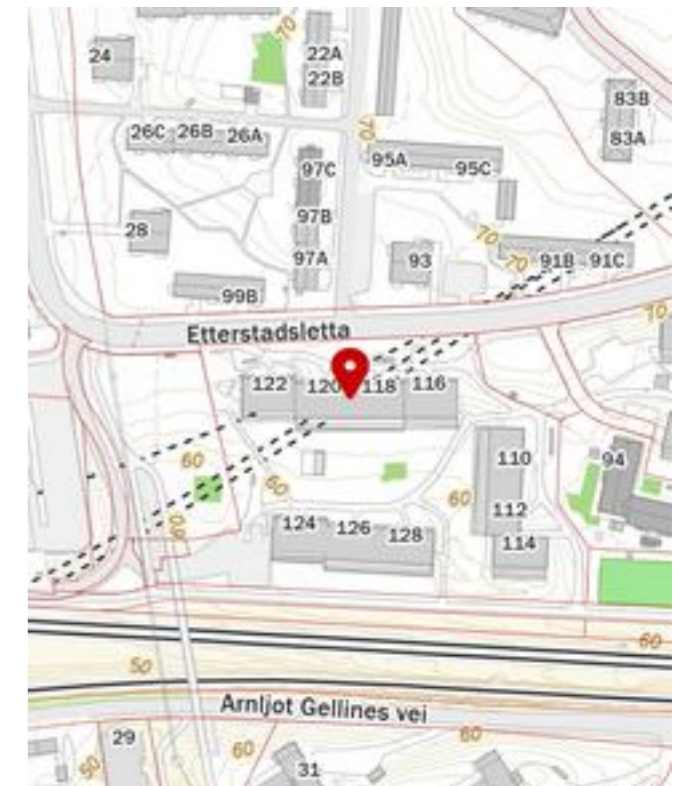 70
24
22A
22B
83B
83A
26C 26B 26A
70
95A
95C
97C
97B
97A
28
93
70
70
91B 91C
99B
70
Etterstadsletta
122 120 118 116
60
60
60
60
110
112
114
94
124 126 128
60
50
Arnljot Gellines vei
29
50
60
31
60